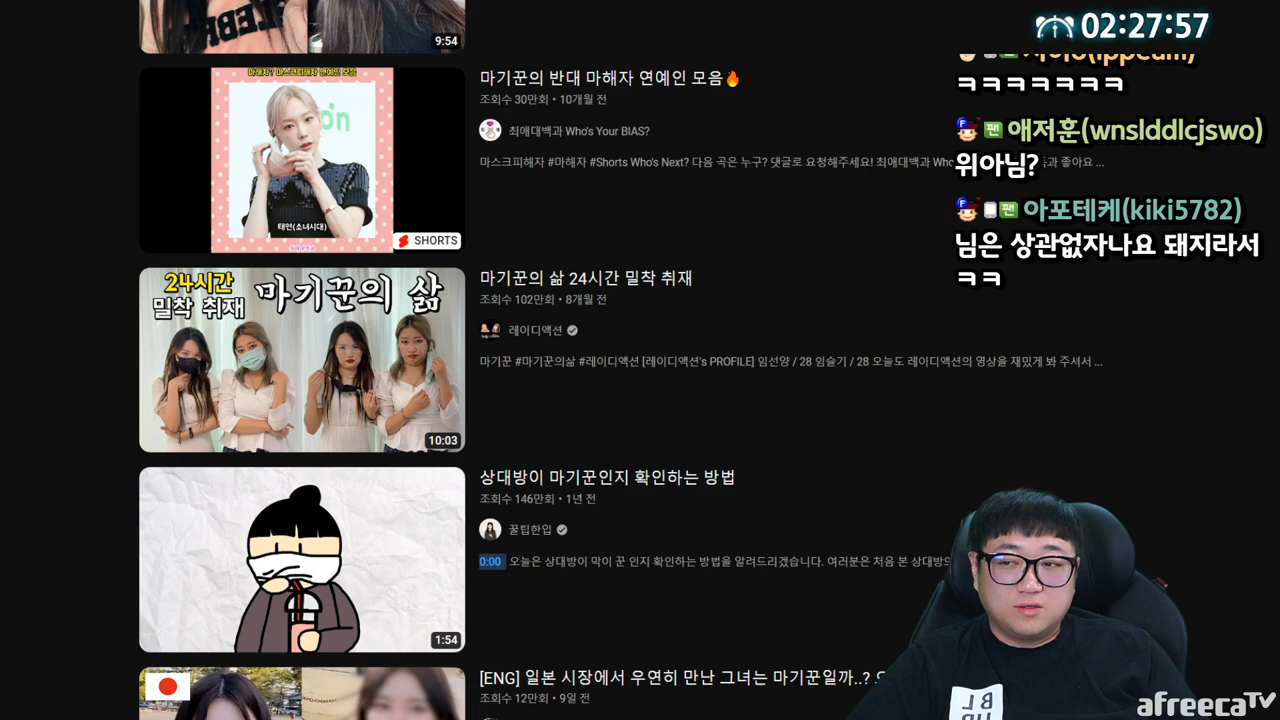 9:54
02:27:57
ㅋㅋㅋㅋㅋㅋㅋ
애저훈(wnslddlcjswo)
위아님?
아포테케(kiki5782)
님은 상관없자나요 돼지라서
ㅋㅋ
마기꾼의 반대 마해자 연예인 모음🔥
조회수 30만회 • 10개월 전
최애대백과 Who's Your BIAS?
마스크피해자 #마해자 #Shorts Who's Next? 다음 곡은 누구? 댓글로 요청해주세요! 최애대백과 Who
태연(소녀시대)
SHORTS
24시간
밀착 취재
마기꾼의 삶
10:03
마기꾼의 삶 24시간 밀착 취재
조회수 102만회 • 8개월 전
레이디액션
마기꾼 #마기꾼의삶 #레이디액션 [레이디액션's PROFILE] 임선양 / 28 임슬기 / 28 오늘도 레이디액션의 영상을 재밌게 봐 주셔서 ...
1:54
상대방이 마기꾼인지 확인하는 방법
조회수 146만회 • 1년 전
꿀팁한입
0:00 오늘은 상대방이 막이 꾼 인지 확인하는 방법을 알려드리겠습니다. 여러분은 처음 본 상대방의
[ENG] 일본 시장에서 우연히 만난 그녀는 마기꾼일까..?
조회수 12만회 • 9일 전
afreecaTV